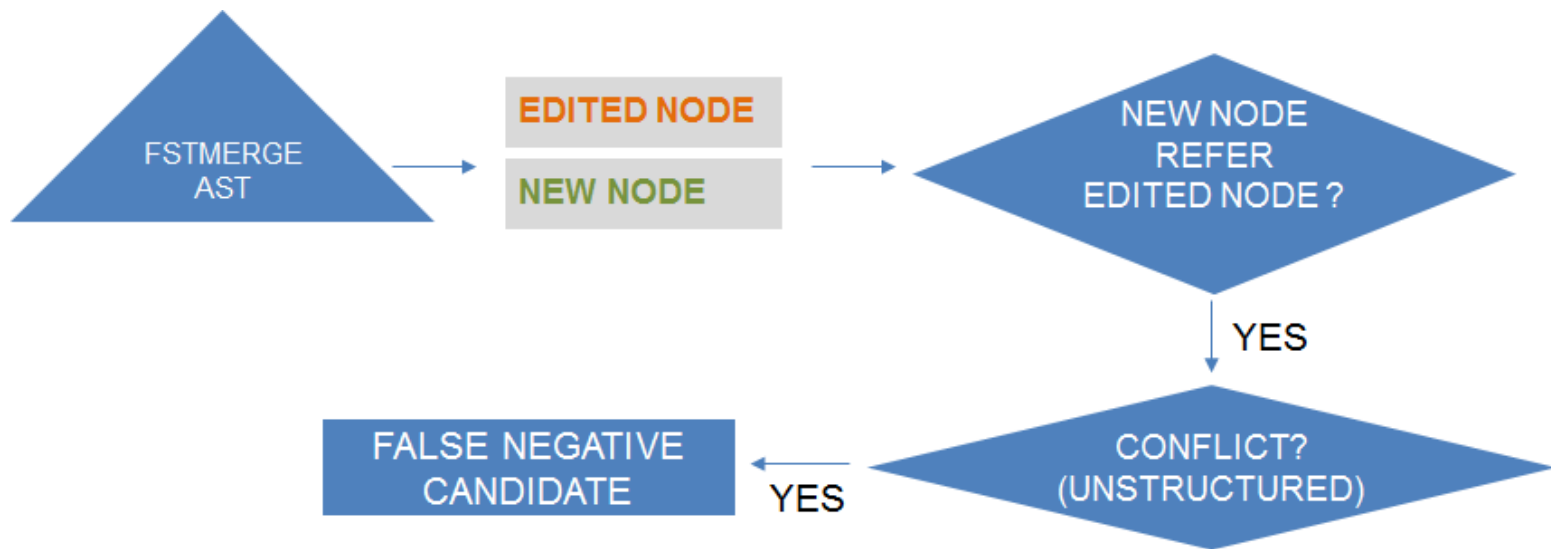 FSTMERGE
AST
EDITED NODE
NEW NODE
NEW NODE
REFER
EDITED NODE ?
YES
CONFLICT?
(UNSTRUCTURED)
YES
FALSE NEGATIVE
CANDIDATE